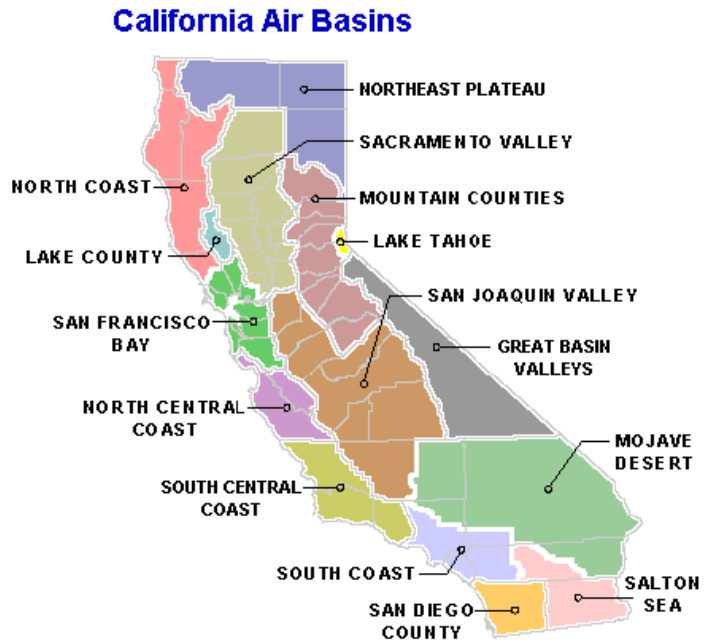 California Air Basins
NORTHEAST PLATEAU
SACRAMENTO VALLEY
NORTH COAST
MOUNTAIN COUNTIES
LAKE TAHOE
LAKE COUNTY
SAN JOAQUIN VALLEY
SAN FRANCISCO
BAY
GREAT BASIN
VALLEYS
NORTH CENTRAL
COAST
MOJAVE
DESERT
SOUTH CENTRAL
COAST
SOUTH COAST
SALTON
SEA
SAN DIEGO
COUNTY